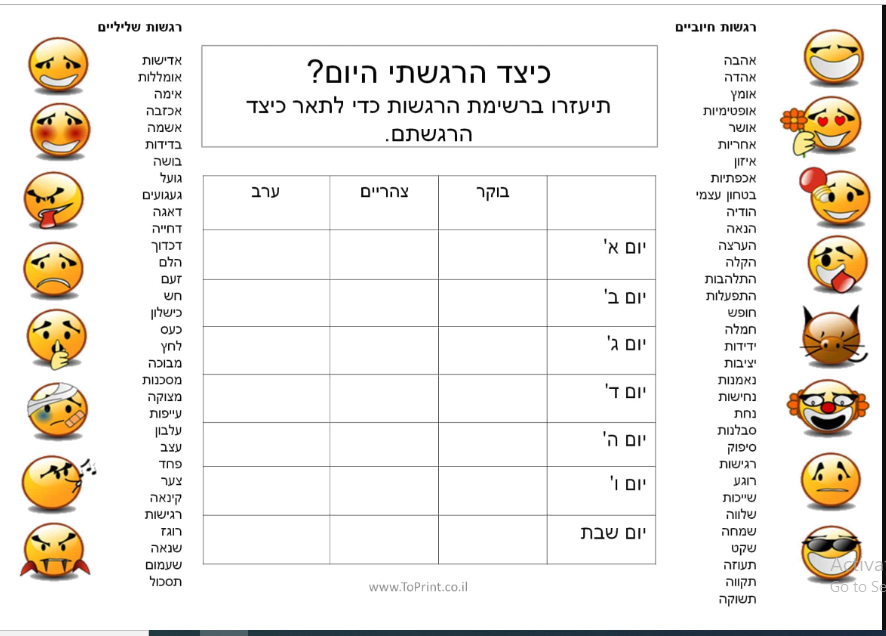 רגשות חיוביים
אהבה
אהדה
אומץ
אופטימיות
אושר
אחריות
איזון
אכפתיות
בטחון עצמי
הודיה
הנאה
הערצה
הקלה
התלהבות
התפעלות
חופש
חמלה
ידידות
יציבות
נאמנות
נחישות
נחת
סבלנות
סיפוק
רגישות
רוגע
שייכות
שלווה
שמחה
שקט
תעוזה
תקווה
תשוקה
כיצד הרגשתי היום?
תיעזרו ברשימת הרגשות כדי לתאר כיצד
הרגשתם.
בוקר צהריים ערב
יום א'
יום ב'
יום ג'
יום ד'
יום ה'
יום ו'
יום שבת
www.ToPrint.co.il
רגשות שליליים
אדישות
אומללות
אימה
אכזבה
אשמה
בדידות
בושה
גועל
געגועים
דאגה
דחייה
דכדוך
הלם
זעם
חש
כישלון
כעס
לחץ
מבוכה
מסכנות
מצוקה
עייפות
עלבון
עצב
פחד
צער
קינאה
רגישות
רוגז
שנאה
שעמום
תסכול
Activa
Go to Se